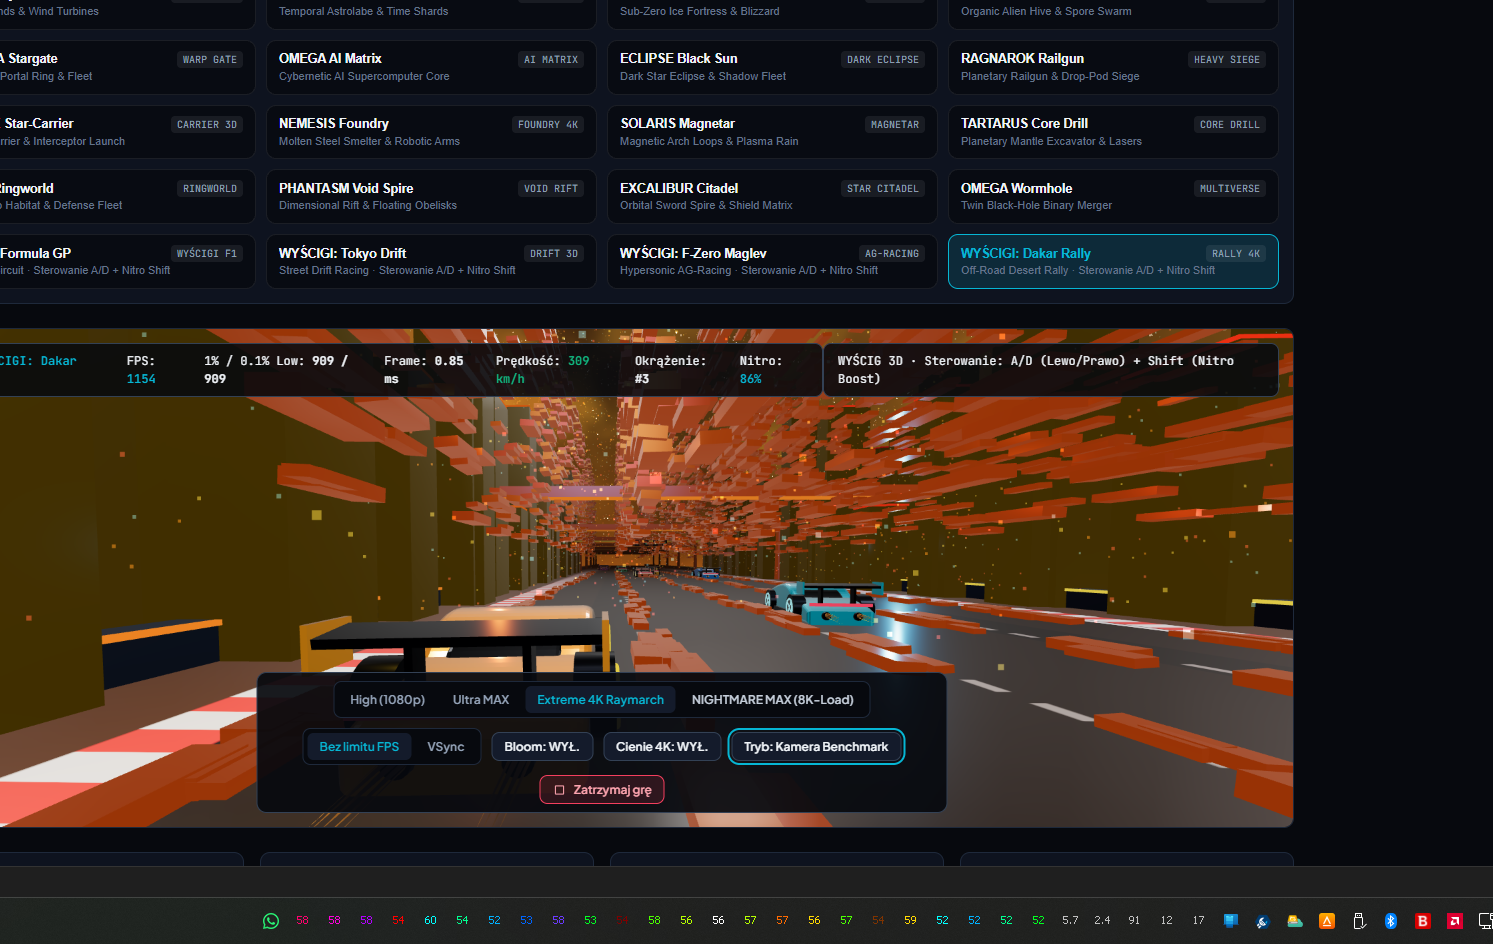 nds & Wind Turbines
Temporal Astrolabe & Time Shards
Sub-Zero Ice Fortress & Blizzard
Organic Alien Hive & Spore Swarm
A Stargate
WARP GATE
Portal Ring & Fleet
OMEGA AI Matrix
AI MATRIX
Cybernetic AI Supercomputer Core
ECLIPSE Black Sun
DARK ECLIPSE
Dark Star Eclipse & Shadow Fleet
RAGNAROK Railgun
HEAVY SIEGE
Planetary Railgun & Drop-Pod Siege
Star-Carrier
CARRIER 3D
rrier & Interceptor Launch
NEMESIS Foundry
FOUNDRY 4K
Molten Steel Smelter & Robotic Arms
SOLARIS Magnetar
MAGNETAR
Magnetic Arch Loops & Plasma Rain
TARTARUS Core Drill
CORE DRILL
Planetary Mantle Excavator & Lasers
Ringworld
RINGWORLD
o Habitat & Defense Fleet
PHANTASM Void Spire
VOID RIFT
Dimensional Rift & Floating Obelisks
EXCALIBUR Citadel
STAR CITADEL
Orbital Sword Spire & Shield Matrix
OMEGA Wormhole
MULTIVERSE
Twin Black-Hole Binary Merger
Formula GP
WYŚCIGI F1
ircuit · Sterowanie A/D + Nitro Shift
WYŚCIGI: Tokyo Drift
DRIFT 3D
Street Drift Racing · Sterowanie A/D + Nitro Shift
WYŚCIGI: F-Zero Maglev
AG-RACING
Hypersonic AG-Racing · Sterowanie A/D + Nitro Shift
WYŚCIGI: Dakar Rally
RALLY 4K
Off-Road Desert Rally · Sterowanie A/D + Nitro Shift
CIGI: Dakar
FPS:
1154
1% / 0.1% Low: 909 /
909
Frame: 0.85
ms
Prędkość: 309
km/h
Okrążenie:
#3
Nitro:
86%
WYŚCIG 3D · Sterowanie: A/D (Lewo/Prawo) + Shift (Nitro
Boost)
High (1080p)
Ultra MAX
Extreme 4K Raymarch
NIGHTMARE MAX (8K-Load)
Bez limitu FPS
VSync
Bloom: WYŁ.
Cienie 4K: WYŁ.
Tryb: Kamera Benchmark
Zatrzymaj grę
58 58 58 54 60 54 52 53 58 53 58 56 56 57 57 56 57 54 59 52 52 52 52 5.7 2.4 91 12 17
B